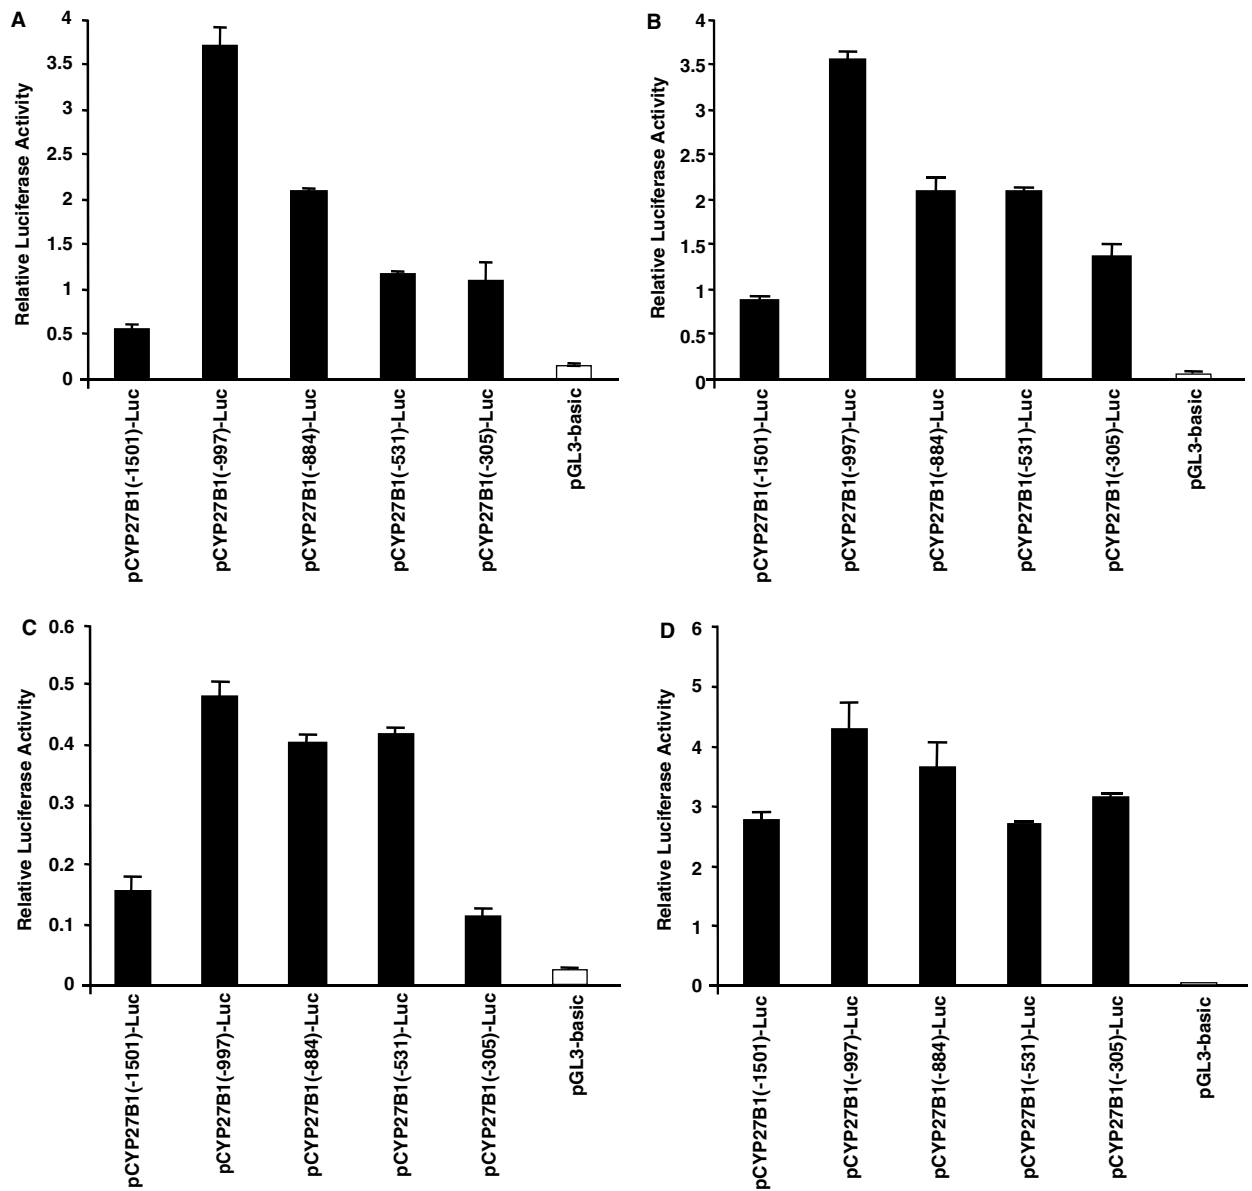 A
Relative Luciferase Activity
4
3.5
3
2.5
2
1.5
1
0.5
0
pCYP27B1(-1501)-Luc
pCYP27B1(-997)-Luc
pCYP27B1(-884)-Luc
pCYP27B1(-531)-Luc
pCYP27B1(-305)-Luc
pGL3-basic
B
Relative Luciferase Activity
4
3.5
3
2.5
2
1.5
1
0.5
0
pCYP27B1(-1501)-Luc
pCYP27B1(-997)-Luc
pCYP27B1(-884)-Luc
pCYP27B1(-531)-Luc
pCYP27B1(-305)-Luc
pGL3-basic
C
Relative Luciferase Activity
0.6
0.5
0.4
0.3
0.2
0.1
0
pCYP27B1(-1501)-Luc
pCYP27B1(-997)-Luc
pCYP27B1(-884)-Luc
pCYP27B1(-531)-Luc
pCYP27B1(-305)-Luc
pGL3-basic
D
Relative Luciferase Activity
6
5
4
3
2
1
0
pCYP27B1(-1501)-Luc
pCYP27B1(-997)-Luc
pCYP27B1(-884)-Luc
pCYP27B1(-531)-Luc
pCYP27B1(-305)-Luc
pGL3-basic